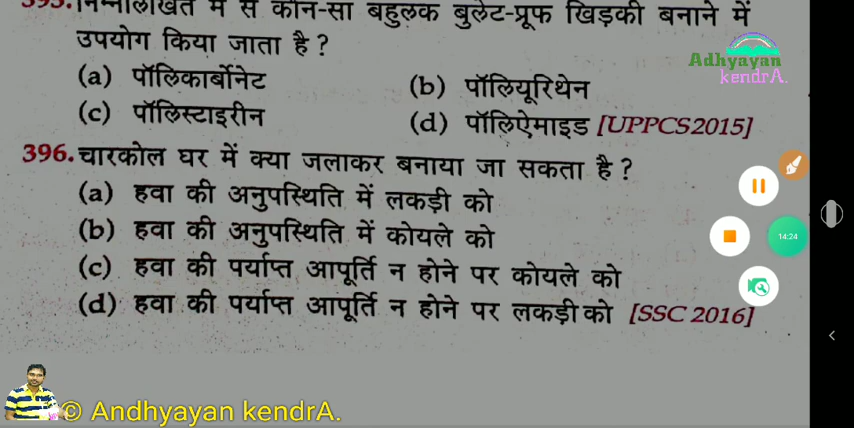 395.निम्नलिखित में से कौन-सा बहुलक बुलेट-प्रूफ खिड़की बनाने में
उपयोग किया जाता है ?
(a) पॉलिकार्बोनेट
(b) पॉलियूरिथेन
(c) पॉलिस्टाइरीन
(d) पॉलिऐमाइड [UPPCS2015]
396. चारकोल घर में क्या जलाकर बनाया जा सकता है ?
(a) हवा की अनुपस्थिति में लकड़ी को
(b) हवा की अनुपस्थिति में कोयले को
(c) हवा की पर्याप्त आपूर्ति न होने पर कोयले को
(d) हवा की पर्याप्त आपूर्ति न होने पर लकड़ी को [SSC 2016]
Adhyayan
kendrA.
14:24
© Andhyayan kendrA.